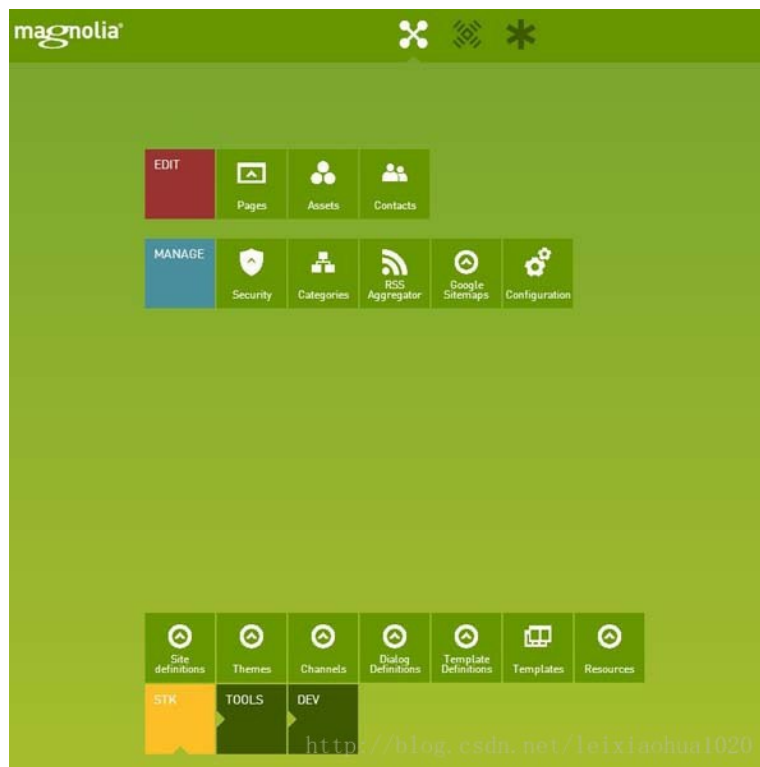 magnolia®
EDIT
Pages
Assets
Contacts
MANAGE
Security
Categories
RSS
Aggregator
Google
Sitemaps
Configuration
Site
definitions
Themes
Channels
Dialog
Definitions
Template
Definitions
Templates
Resources
STK
TOOLS
DEV
http://blog.csdn.net/leixiaohua1020